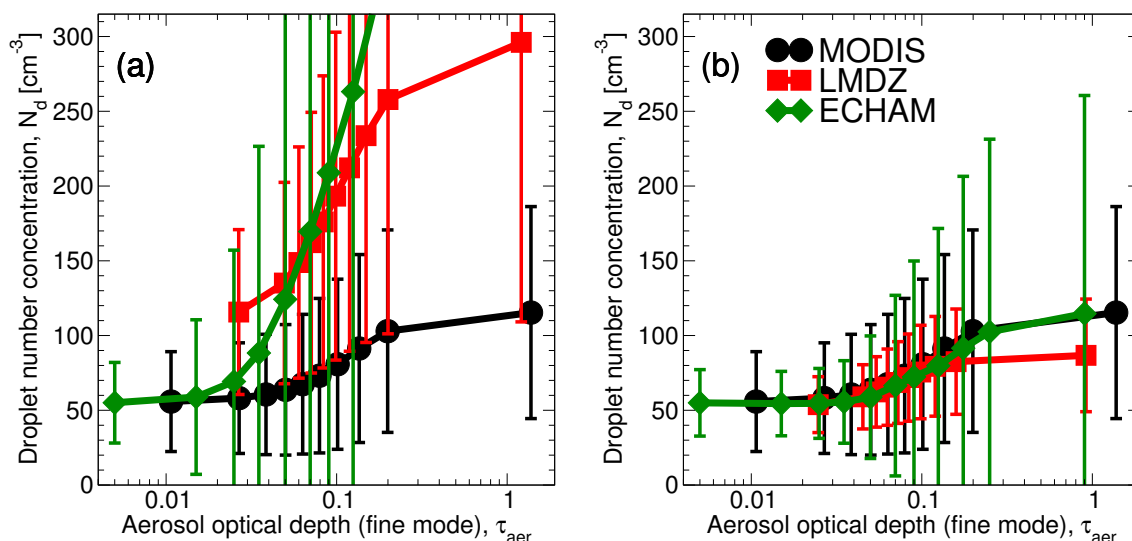 300
250
200
150
100
50
0
Droplet number concentration, N_d [cm^-3]
(a)
0.01
0.1
1
Aerosol optical depth (fine mode), τ_aer
300
250
200
150
100
50
0
Droplet number concentration, N_d [cm^-3]
(b)
MODIS
LMDZ
ECHAM
0.01
0.1
1
Aerosol optical depth (fine mode), τ_aer